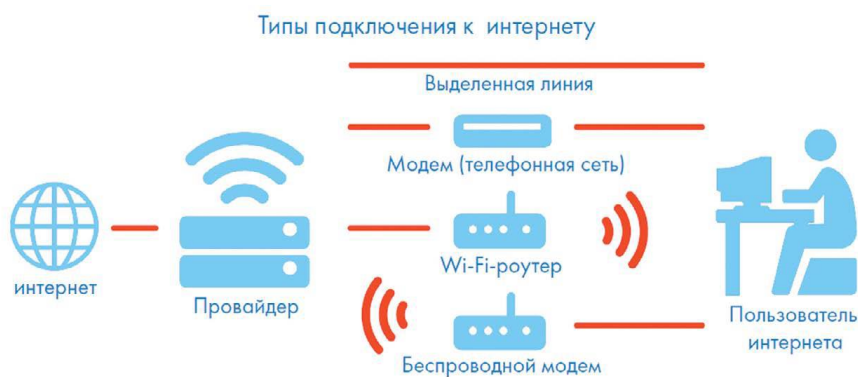 Типы подключения к интернету
Выделенная линия
Модем (телефонная сеть)
Wi-Fi-роутер
интернет
Провайдер
Беспроводной модем
Пользователь
интернета